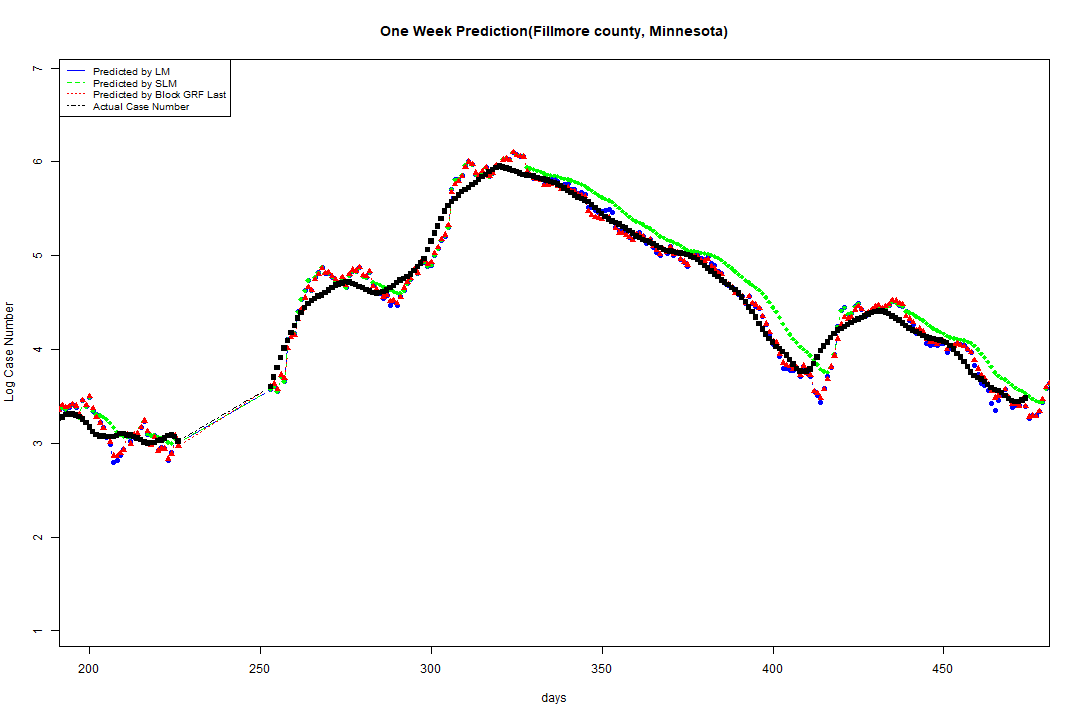 One Week Prediction(Fillmore county, Minnesota)
Predicted by LM
Predicted by SLM
Predicted by Block GRF Last
Actual Case Number
7
6
5
4
3
2
1
Log Case Number
200 250 300 350 400 450
days